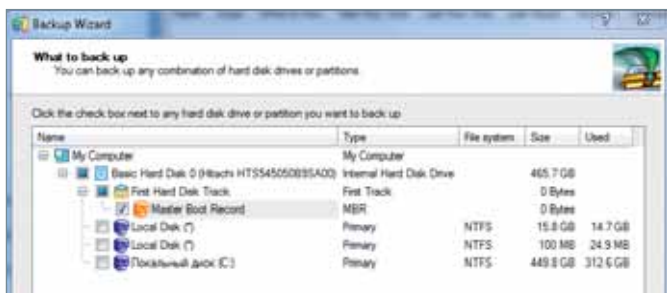 Backup Wizard
What to back up
You can back up any combination of hard disk drives or partitions.
Click the check box next to any hard disk drive or partition you want to back up
Name Type File system Size Used
My Computer My Computer
Basic Hard Disk 0 (Hitachi HTS545050B9SA00) Internal Hard Disk Drive 465.7 GB
First Hard Disk Track First Track 0 Bytes
Master Boot Record MBR 0 Bytes
Local Disk (*) Primary NTFS 15.8 GB 14.7 GB
Local Disk (*) Primary NTFS 100 MB 24.9 MB
Локальный диск (C:) Primary NTFS 449.8 GB 312.6 GB